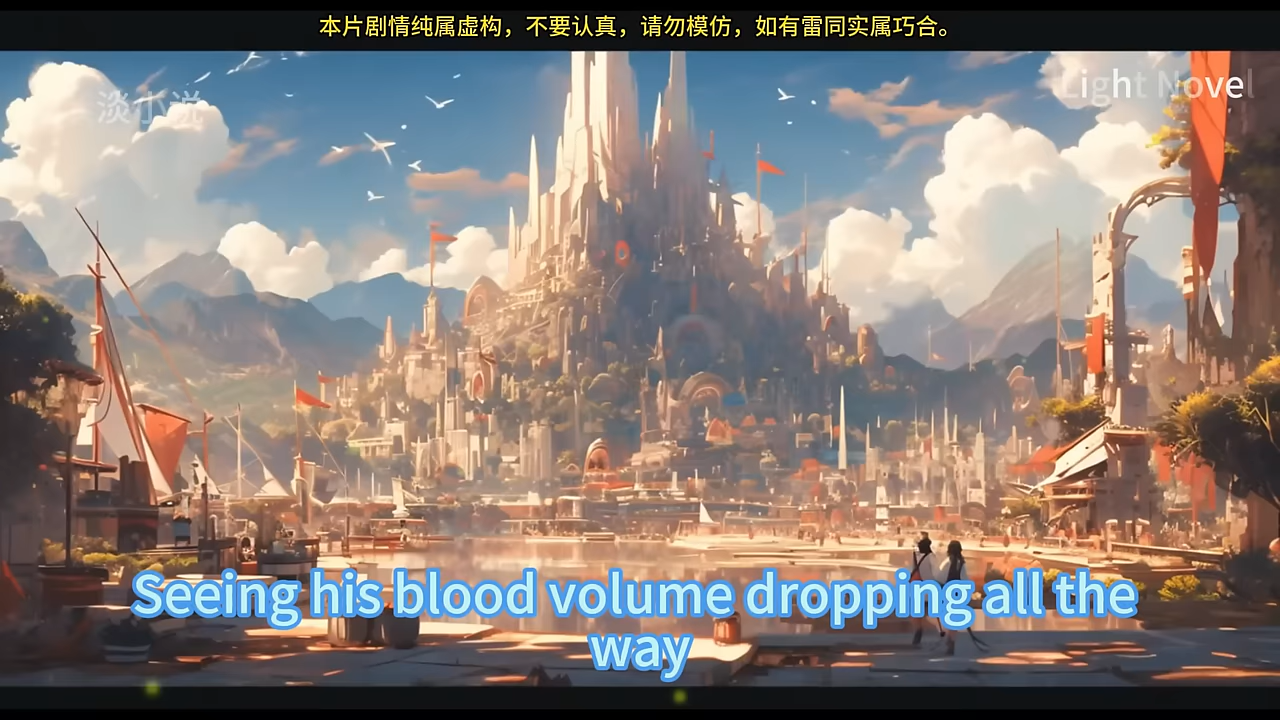 本片剧情纯属虚构，不要认真，请勿模仿，如有雷同实属巧合。
Light Novel
淡小说
Seeing his blood volume dropping all the
way